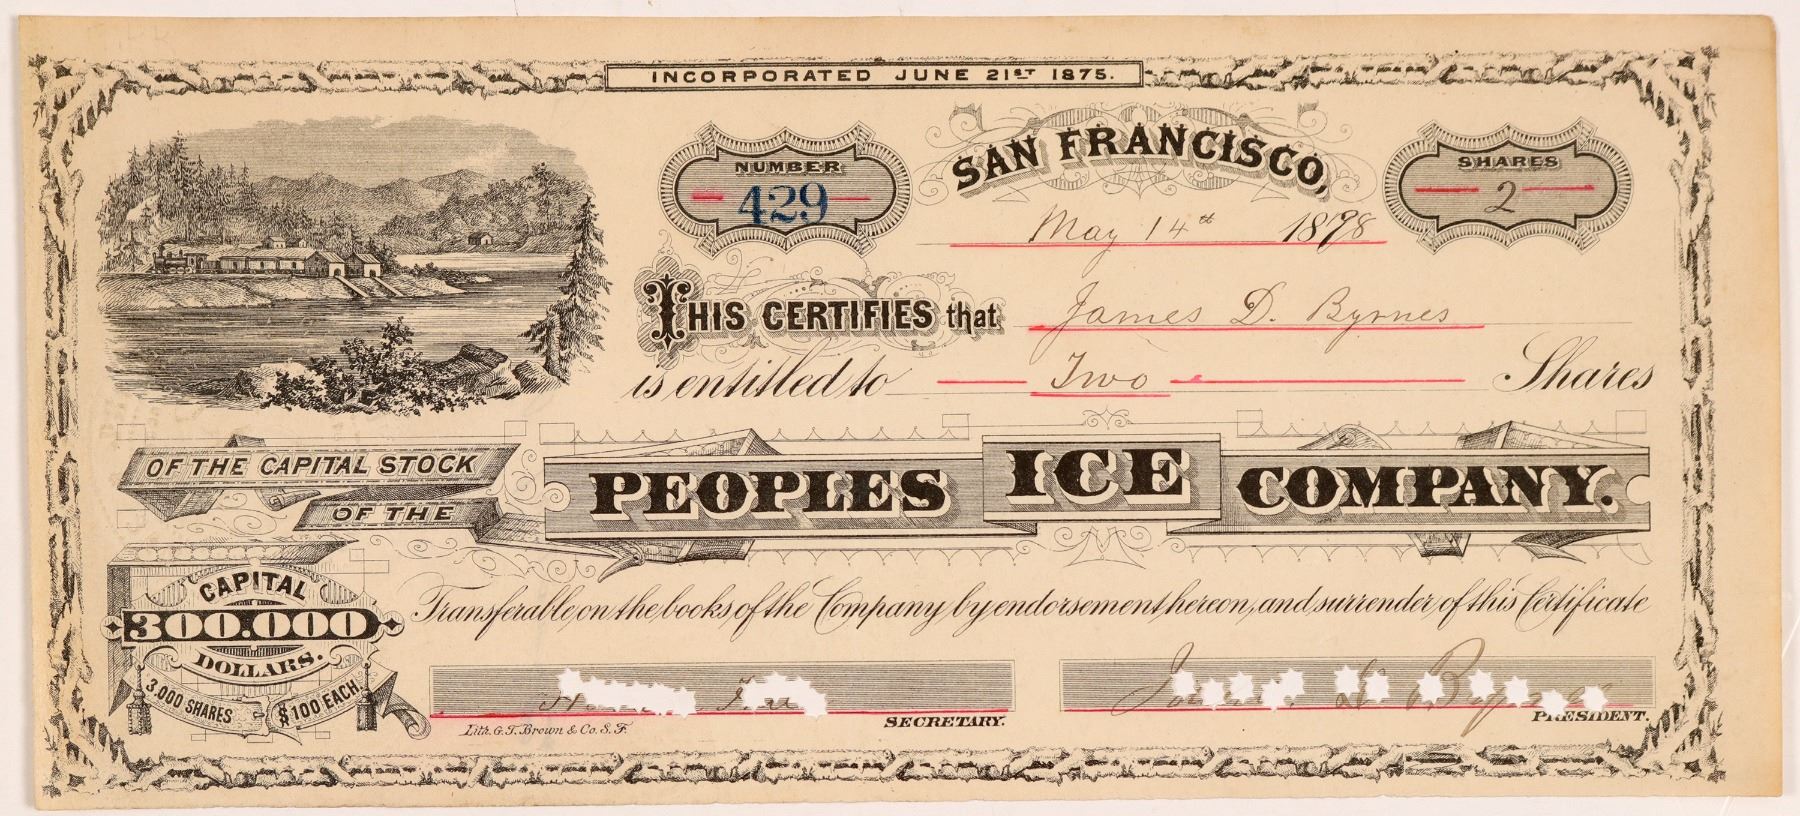 INCORPORATED JUNE 21ST 1875.
NUMBER
429
SAN FRANCISCO,
May 14th 1898
SHARES
2
THIS CERTIFIES that James D. Byrnes
is entitled to Two Shares
OF THE CAPITAL STOCK
OF THE
PEOPLES ICE COMPANY.
CAPITAL
300.000
DOLLARS.
3.000 SHARES $100 EACH.
Transferable, on the books of the Company by endorsement hereon, and surrender of this Certificate
SECRETARY.
PRESIDENT.
Lith. G.T. Brown & Co. S.F.